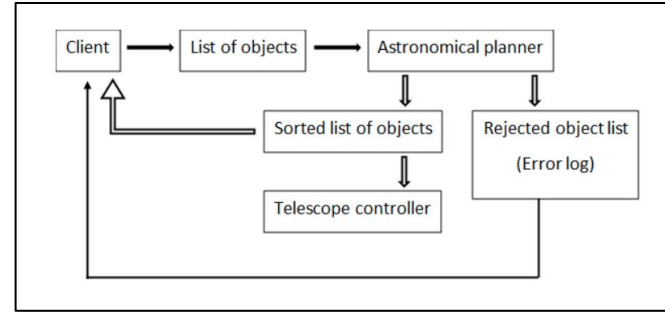 Client
List of objects
Astronomical planner
Sorted list of objects
Rejected object list
(Error log)
Telescope controller